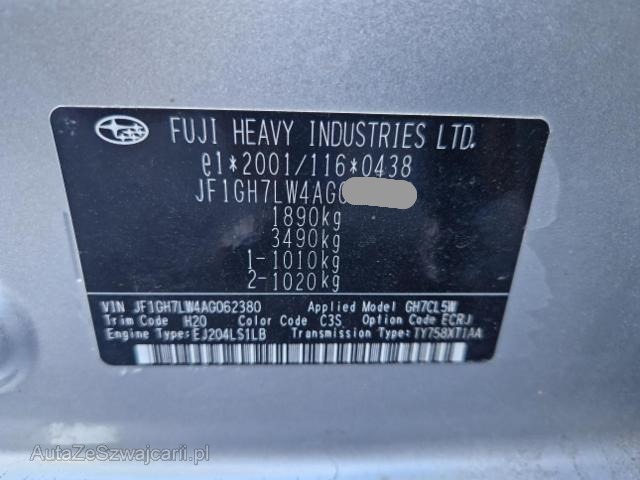 FUJI HEAVY INDUSTRIES LTD.
e1*2001/116*0438
JF1GH7LW4AG0
1890kg
3490kg
1-1010kg
2-1020kg
VIN JF1GH7LW4AG062380 Applied Model GH7CL5W
Trim Code H20 Color Code C3S Option Code ECRJ
Engine Type:EJ204LS1LB Transmission Type: TY758XT1AA
AutaZeSzwajcarii.pl